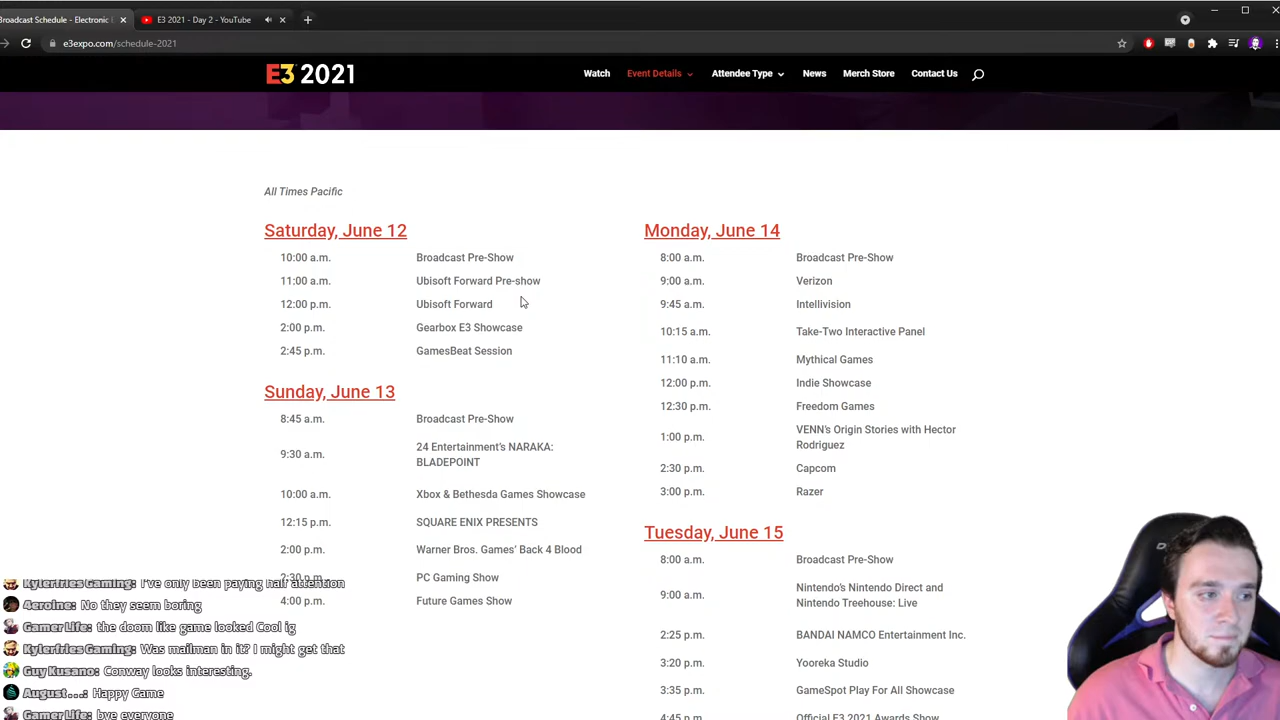 Broadcast Schedule - Electronic E
E3 2021 - Day 2 - YouTube
e3expo.com/schedule-2021
E3 2021
Watch
Event Details
Attendee Type
News
Merch Store
Contact Us
All Times Pacific
Saturday, June 12
10:00 a.m. Broadcast Pre-Show
11:00 a.m. Ubisoft Forward Pre-show
12:00 p.m. Ubisoft Forward
2:00 p.m. Gearbox E3 Showcase
2:45 p.m. GamesBeat Session
Sunday, June 13
8:45 a.m. Broadcast Pre-Show
9:30 a.m. 24 Entertainment's NARAKA:
BLADEPOINT
10:00 a.m. Xbox & Bethesda Games Showcase
12:15 p.m. SQUARE ENIX PRESENTS
2:00 p.m. Warner Bros. Games' Back 4 Blood
2:30 p.m. PC Gaming Show
4:00 p.m. Future Games Show
Monday, June 14
8:00 a.m. Broadcast Pre-Show
9:00 a.m. Verizon
9:45 a.m. Intellivision
10:15 a.m. Take-Two Interactive Panel
11:10 a.m. Mythical Games
12:00 p.m. Indie Showcase
12:30 p.m. Freedom Games
1:00 p.m. VENN's Origin Stories with Hector
Rodriguez
2:30 p.m. Capcom
3:00 p.m. Razer
Tuesday, June 15
8:00 a.m. Broadcast Pre-Show
9:00 a.m. Nintendo's Nintendo Direct and
Nintendo Treehouse: Live
2:25 p.m. BANDAI NAMCO Entertainment Inc.
3:20 p.m. Yooreka Studio
3:35 p.m. GameSpot Play For All Showcase
4:45 p.m. Official E3 2021 Awards Show
Kylerfries Gaming: I've only been paying half attention
4eroine: No they seem boring
Gamer Life: the doom like game looked Cool ig
Kylerfries Gaming: Was mailman in it? I might get that
Guy Kusano: Conway looks interesting.
August...: Happy Game
Gamer Life: bye everyone